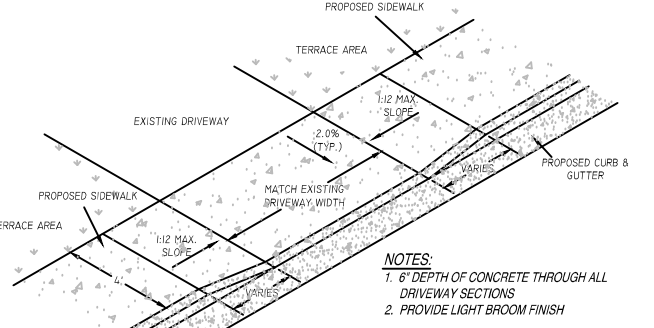 PROPOSED SIDEWALK
TERRACE AREA
1:12 MAX.
SLOPE
EXISTING DRIVEWAY
2.0%
(TYP.)
VARIES
PROPOSED CURB &
GUTTER
PROPOSED SIDEWALK
MATCH EXISTING
DRIVEWAY WIDTH
ERRACE AREA
1:12 MAX.
SLOPE
4'
VARIES
NOTES:
1. 6" DEPTH OF CONCRETE THROUGH ALL
DRIVEWAY SECTIONS
2. PROVIDE LIGHT BROOM FINISH